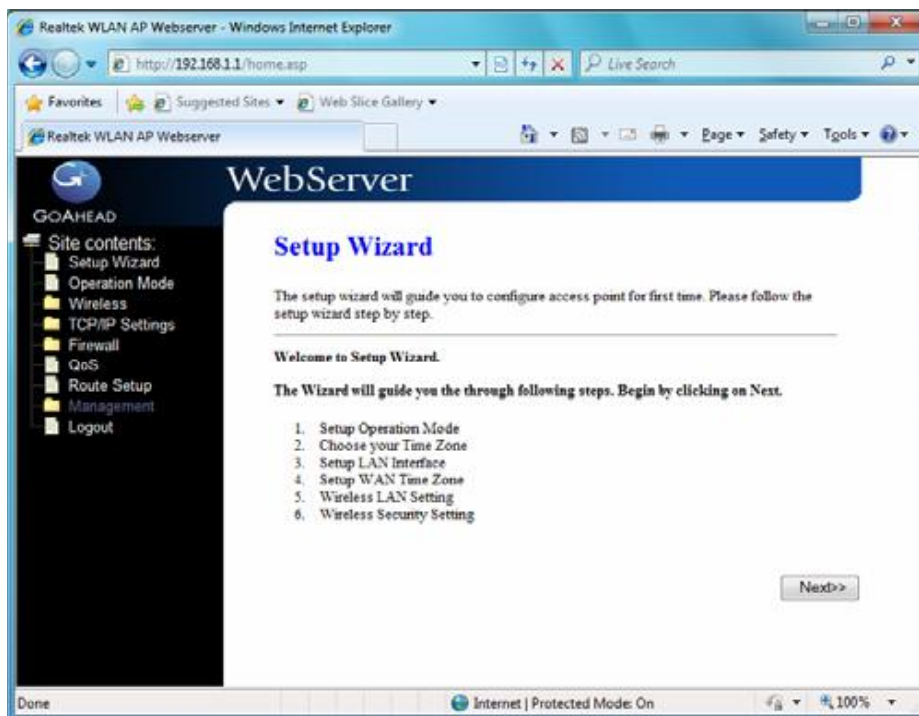 Realtek WLAN AP Webserver - Windows Internet Explorer
http://192.168.1.1/home.asp
Live Search
Favorites
Suggested Sites
Web Slice Gallery
Realtek WLAN AP Webserver
Page
Safety
Tools
GOAHEAD
WebServer
Site contents:
Setup Wizard
Operation Mode
Wireless
TCP/IP Settings
Firewall
QoS
Route Setup
Management
Logout
Setup Wizard
The setup wizard will guide you to configure access point for first time. Please follow the
setup wizard step by step.
Welcome to Setup Wizard.
The Wizard will guide you the through following steps. Begin by clicking on Next.
1. Setup Operation Mode
2. Choose your Time Zone
3. Setup LAN Interface
4. Setup WAN Time Zone
5. Wireless LAN Setting
6. Wireless Security Setting
Next>>
Done
Internet | Protected Mode: On
100%